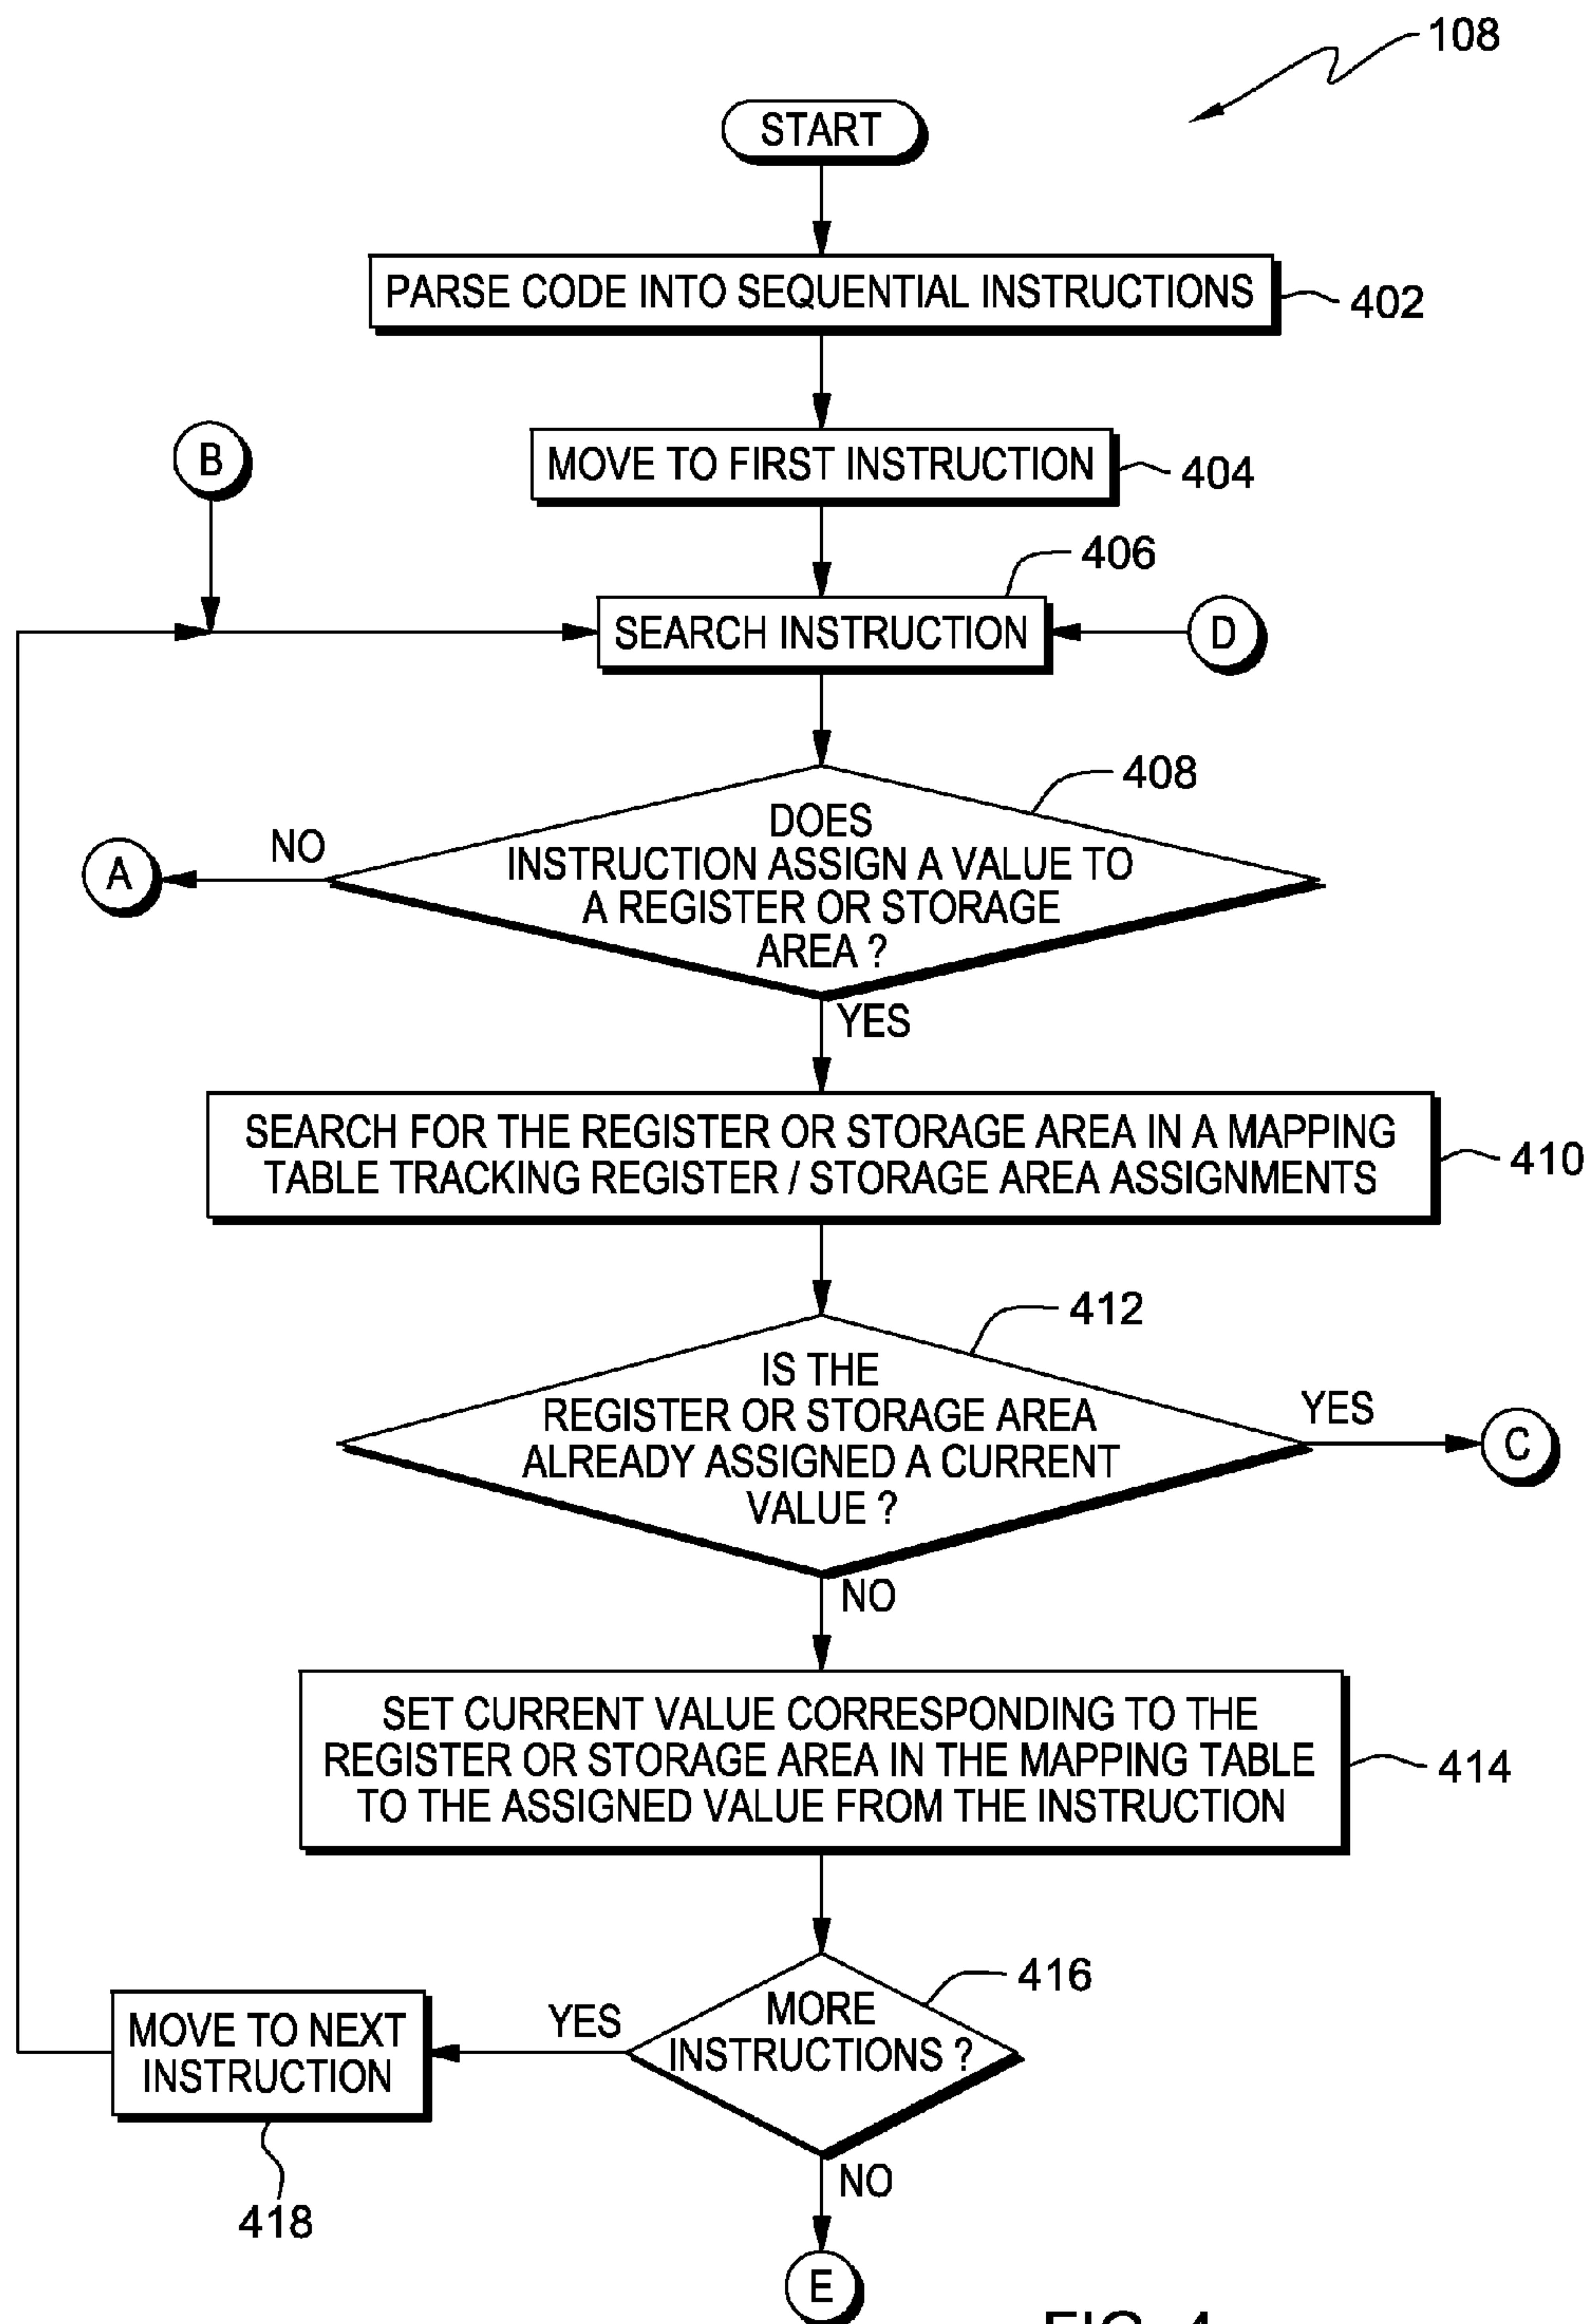 108
START
PARSE CODE INTO SEQUENTIAL INSTRUCTIONS
402
B
MOVE TO FIRST INSTRUCTION
404
406
SEARCH INSTRUCTION
D
408
DOES
INSTRUCTION ASSIGN A VALUE TO
A REGISTER OR STORAGE
AREA ?
NO
A
YES
SEARCH FOR THE REGISTER OR STORAGE AREA IN A MAPPING
TABLE TRACKING REGISTER / STORAGE AREA ASSIGNMENTS
410
412
IS THE
REGISTER OR STORAGE AREA
ALREADY ASSIGNED A CURRENT
VALUE ?
YES
C
NO
SET CURRENT VALUE CORRESPONDING TO THE
REGISTER OR STORAGE AREA IN THE MAPPING TABLE
TO THE ASSIGNED VALUE FROM THE INSTRUCTION
414
416
MORE
INSTRUCTIONS ?
YES
MOVE TO NEXT
INSTRUCTION
418
NO
E
FIG. 4